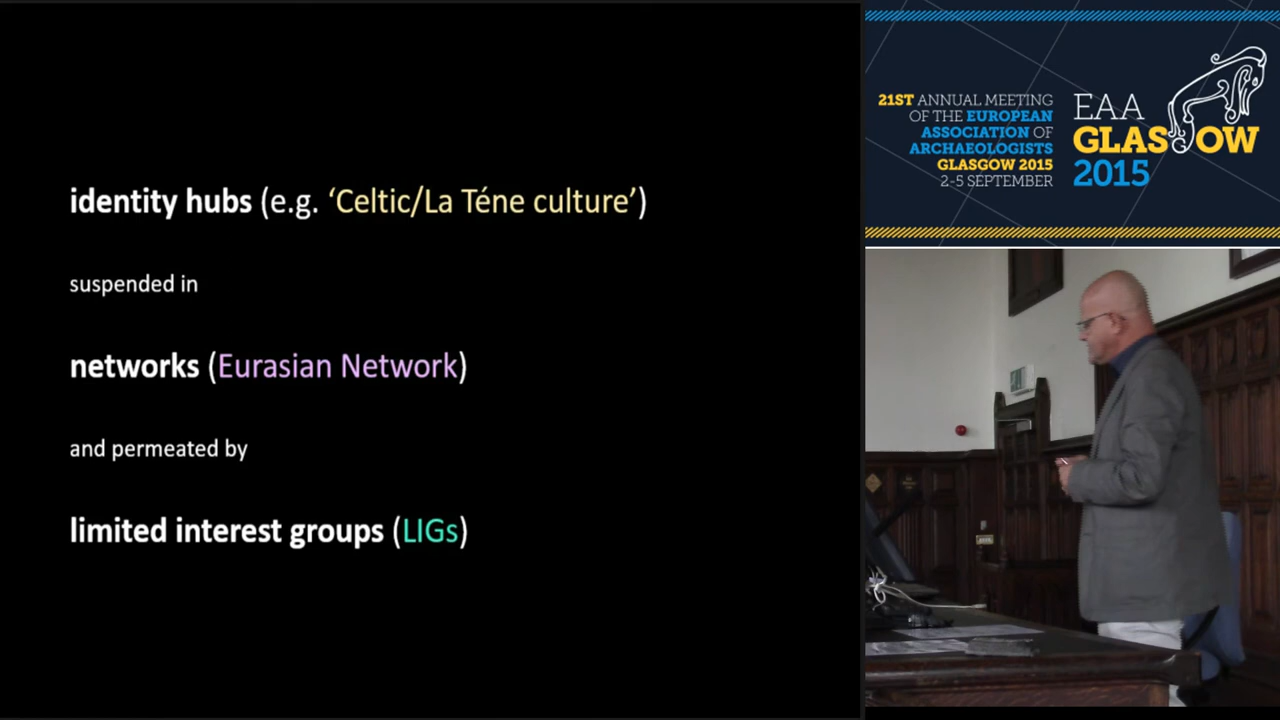 identity hubs (e.g. ‘Celtic/La Téne culture’)
suspended in
networks (Eurasian Network)
and permeated by
limited interest groups (LIGs)
21ST ANNUAL MEETING
OF THE EUROPEAN
ASSOCIATION OF
ARCHAEOLOGISTS
GLASGOW 2015
2-5 SEPTEMBER
EAA
GLASGOW
2015